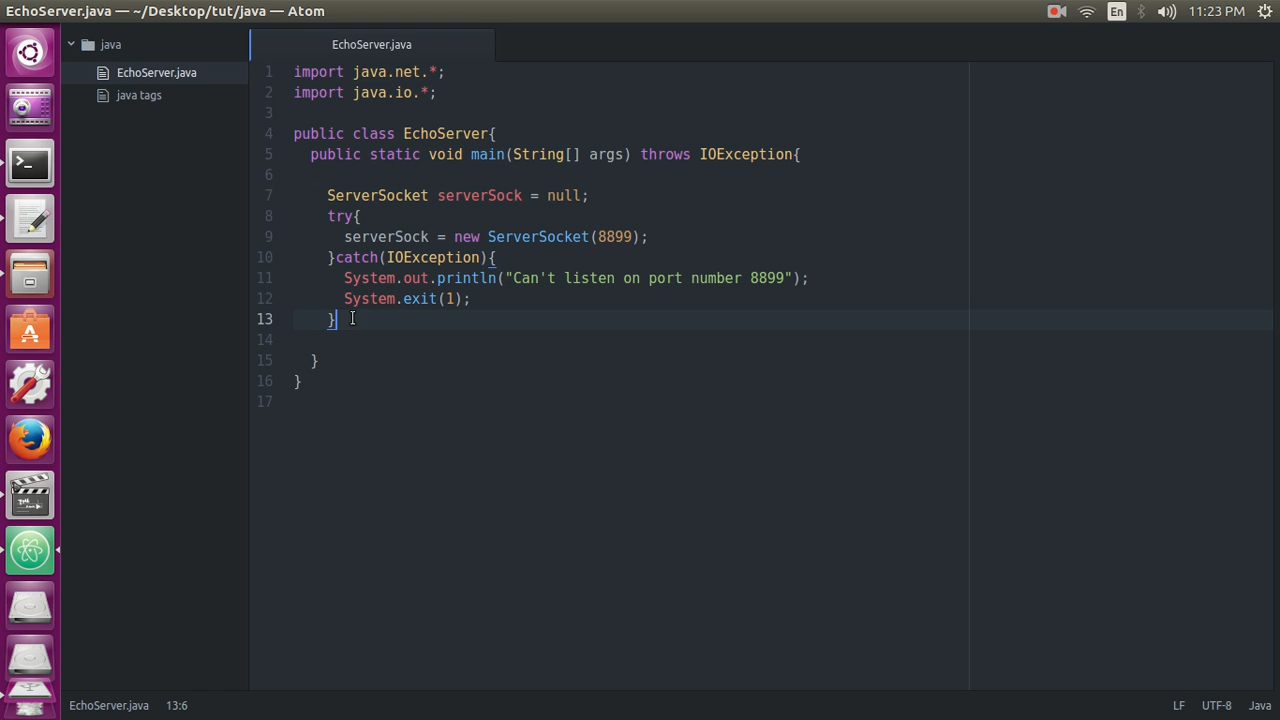 EchoServer.java — ~/Desktop/tut/java — Atom
En
11:23 PM
java
EchoServer.java
java tags
EchoServer.java
1 import java.net.*;
2 import java.io.*;
3
4 public class EchoServer{
5 public static void main(String[] args) throws IOException{
6
7 ServerSocket serverSock = null;
8 try{
9 serverSock = new ServerSocket(8899);
10 }catch(IOException){
11 System.out.println("Can't listen on port number 8899");
12 System.exit(1);
13 }
14
15 }
16 }
17
EchoServer.java 13:6
LF UTF-8 Java